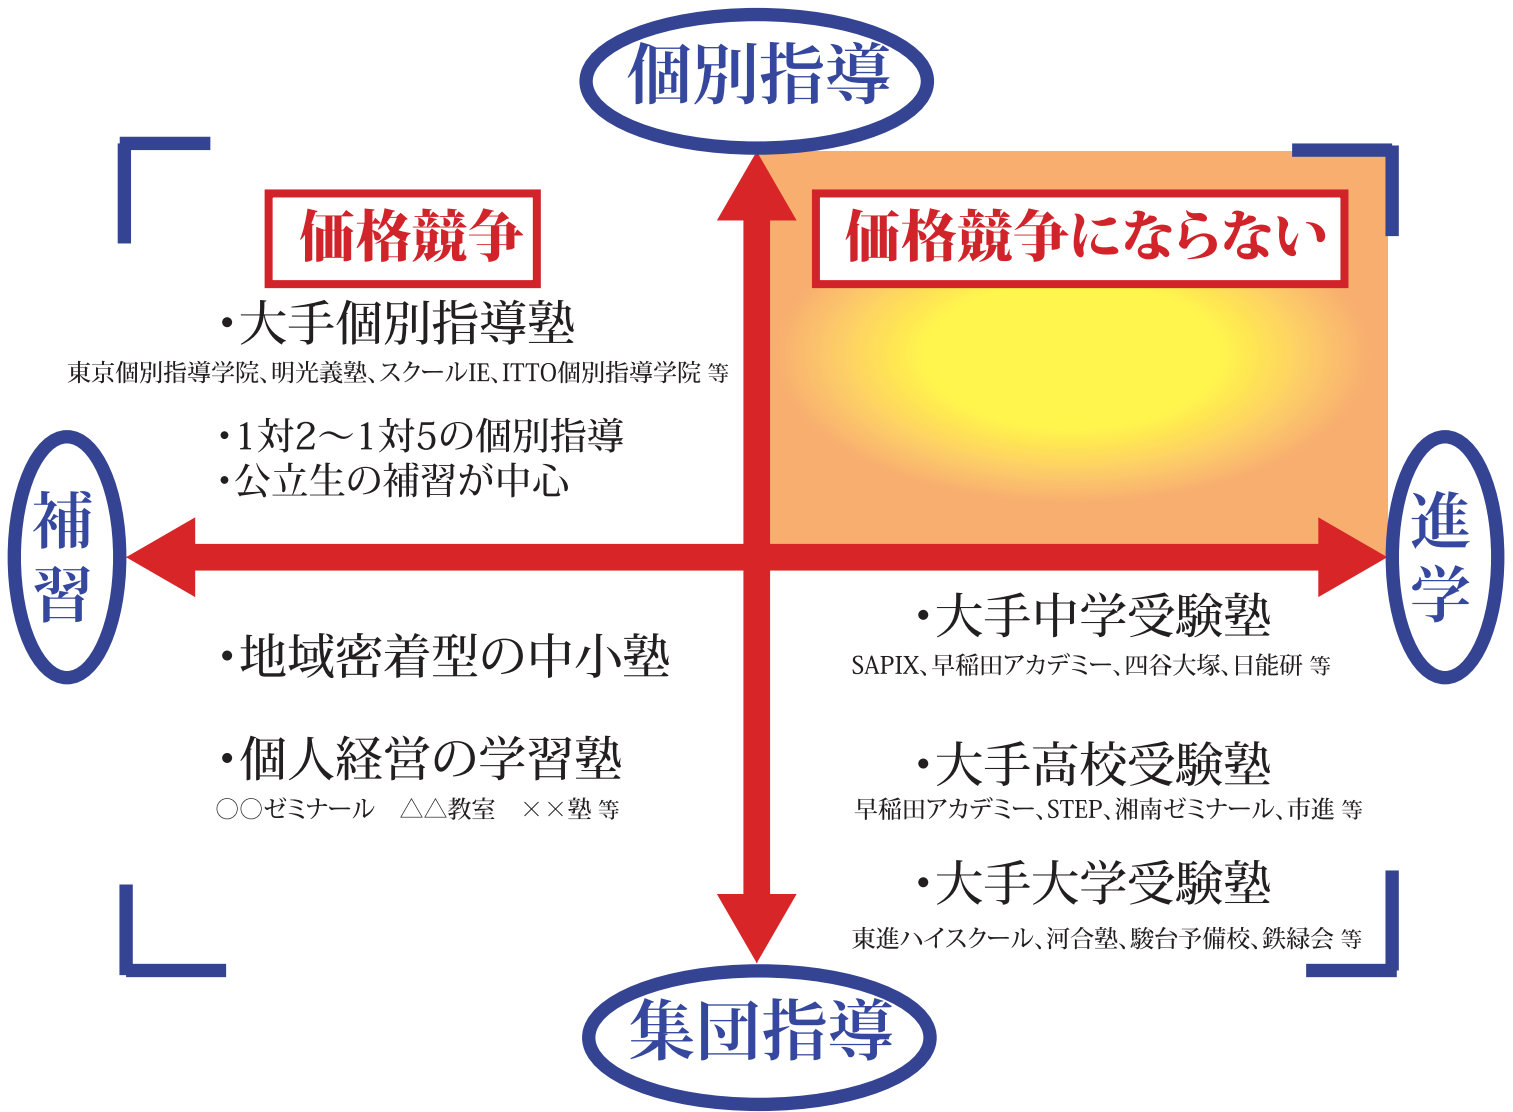 個別指導
価格競争
価格競争にならない
・大手個別指導塾
東京個別指導学院、明光義塾、スクールIE、ITTO個別指導学院 等
・1対2～1対5の個別指導
・公立生の補習が中心
補習
進学
・地域密着型の中小塾
・個人経営の学習塾
○○ゼミナール　△△教室　××塾 等
・大手中学受験塾
SAPIX、早稲田アカデミー、四谷大塚、日能研 等
・大手高校受験塾
早稲田アカデミー、STEP、湘南ゼミナール、市進 等
・大手大学受験塾
東進ハイスクール、河合塾、駿台予備校、鉄緑会 等
集団指導